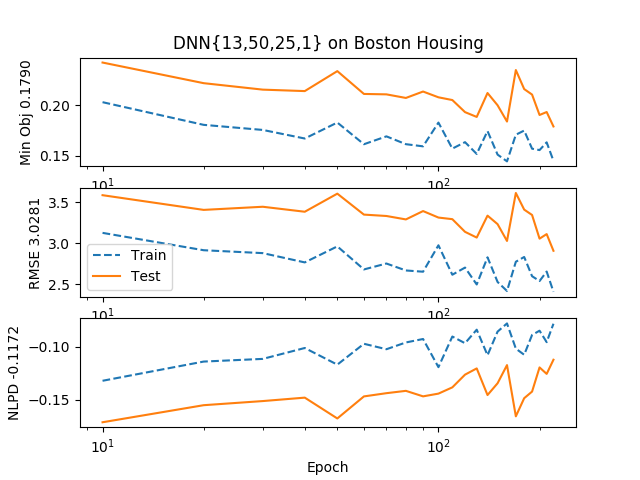 DNN{13,50,25,1} on Boston Housing
Min Obj 0.1790
0.20
0.15
10¹
10²
RMSE 3.0281
3.5
3.0
2.5
Train
Test
10¹
10²
NLPD -0.1172
−0.10
−0.15
10¹
10²
Epoch